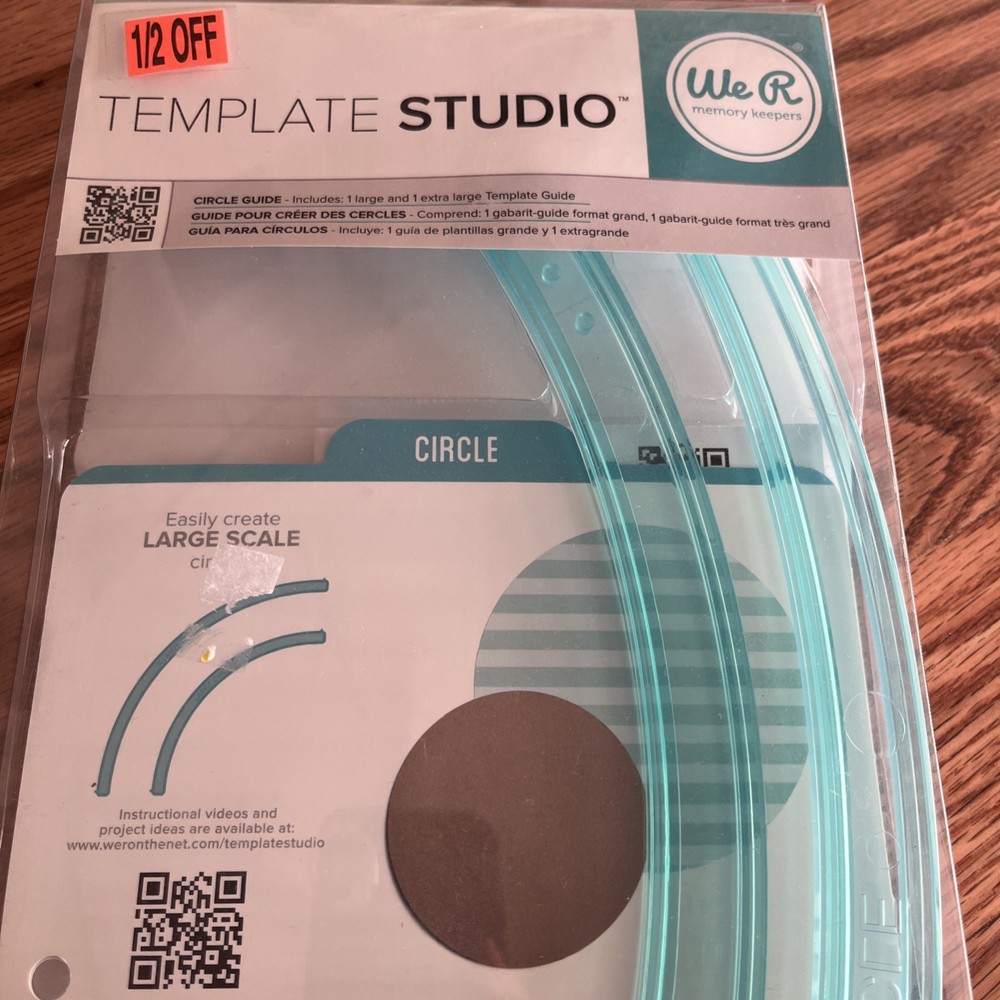 1/2 OFF
TEMPLATE STUDIO™
We R®
memory keepers
CIRCLE GUIDE - Includes: 1 large and 1 extra large Template Guide
GUIDE POUR CRÉER DES CERCLES - Comprend: 1 gabarit-guide format grand, 1 gabarit-guide format très grand
GUÍA PARA CÍRCULOS - Incluye: 1 guía de plantillas grande y 1 extragrande
CIRCLE
Easily create
LARGE SCALE
Instructional videos and
project ideas are available at:
www.weronthenet.com/templatestudio